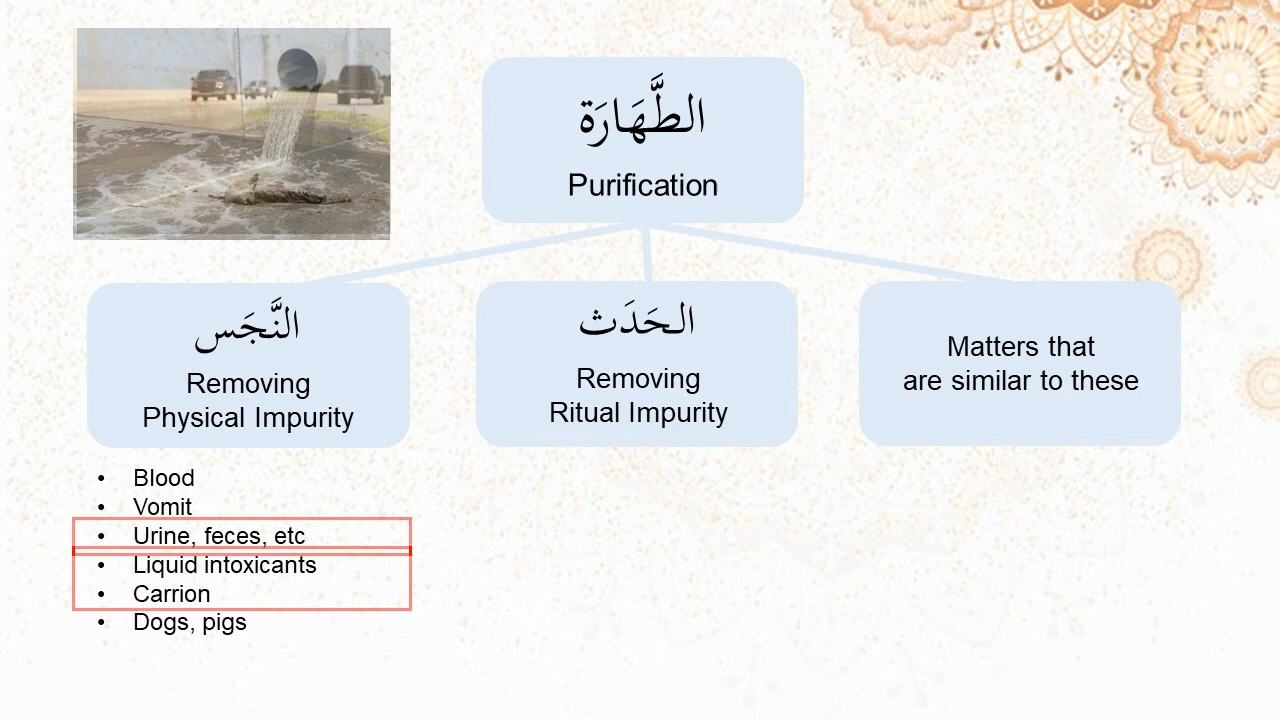 الطَّهَارَة
Purification
النَّجَس
Removing
Physical Impurity
الحَدَث
Removing
Ritual Impurity
Matters that
are similar to these
• Blood
• Vomit
• Urine, feces, etc
• Liquid intoxicants
• Carrion
• Dogs, pigs